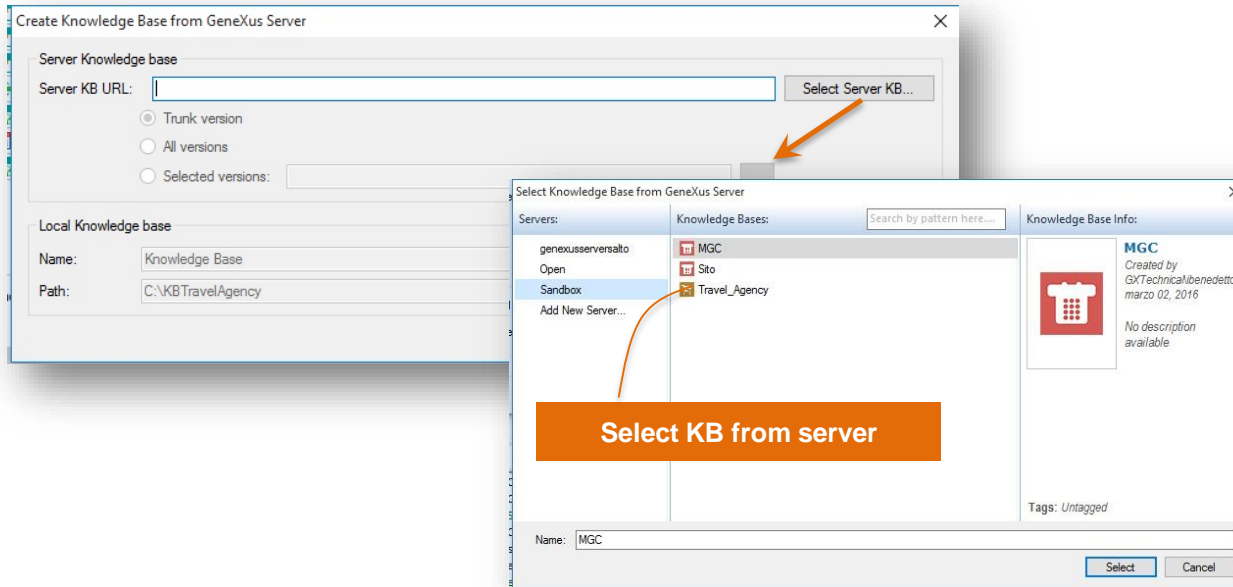 Create Knowledge Base from GeneXus Server
Server Knowledge base
Server KB URL:
Select Server KB...
Trunk version
All versions
Selected versions:
Local Knowledge base
Name: Knowledge Base
Path: C:\KBTravelAgency
Select Knowledge Base from GeneXus Server
Servers:
Knowledge Bases:
Search by pattern here....
Knowledge Base Info:
genexusserversalto
Open
Sandbox
Add New Server...
MGC
Sito
Travel_Agency
MGC
Created by
GXTechnical\lbenedetto
marzo 02, 2016
No description
available
Select KB from server
Tags: Untagged
Name: MGC
Select
Cancel